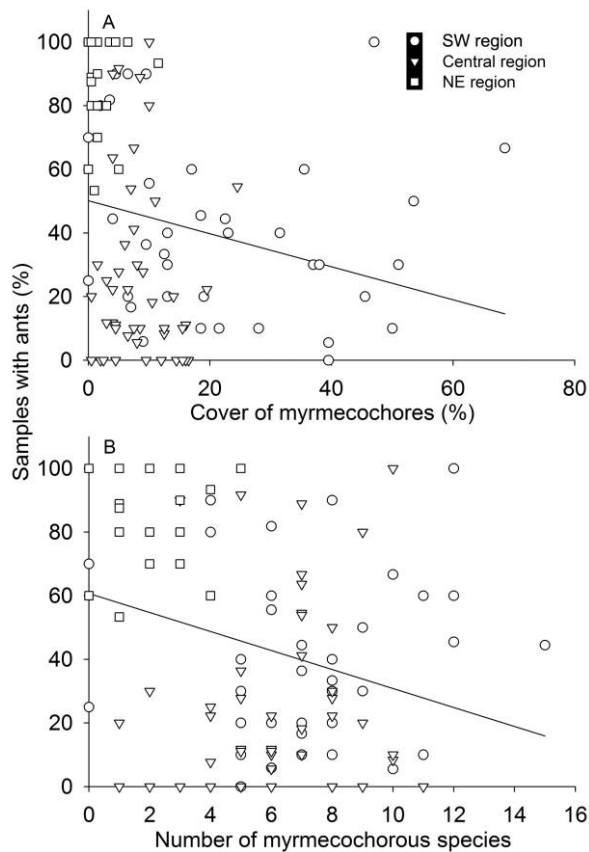 A
SW region
Central region
NE region
100
80
60
40
20
0
0 20 40 60 80
Cover of myrmecochores (%)
Samples with ants (%)
B
100
80
60
40
20
0
0 2 4 6 8 10 12 14 16
Number of myrmecochorous species